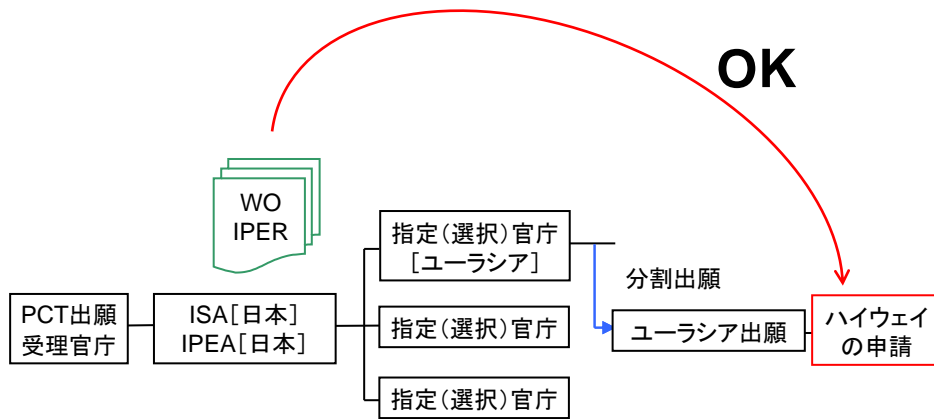 OK
WO
IPER
指定(選択)官庁
[ユーラシア]
分割出願
PCT出願
受理官庁
ISA[日本]
IPEA[日本]
指定(選択)官庁
ユーラシア出願
ハイウェイ
の申請
指定(選択)官庁